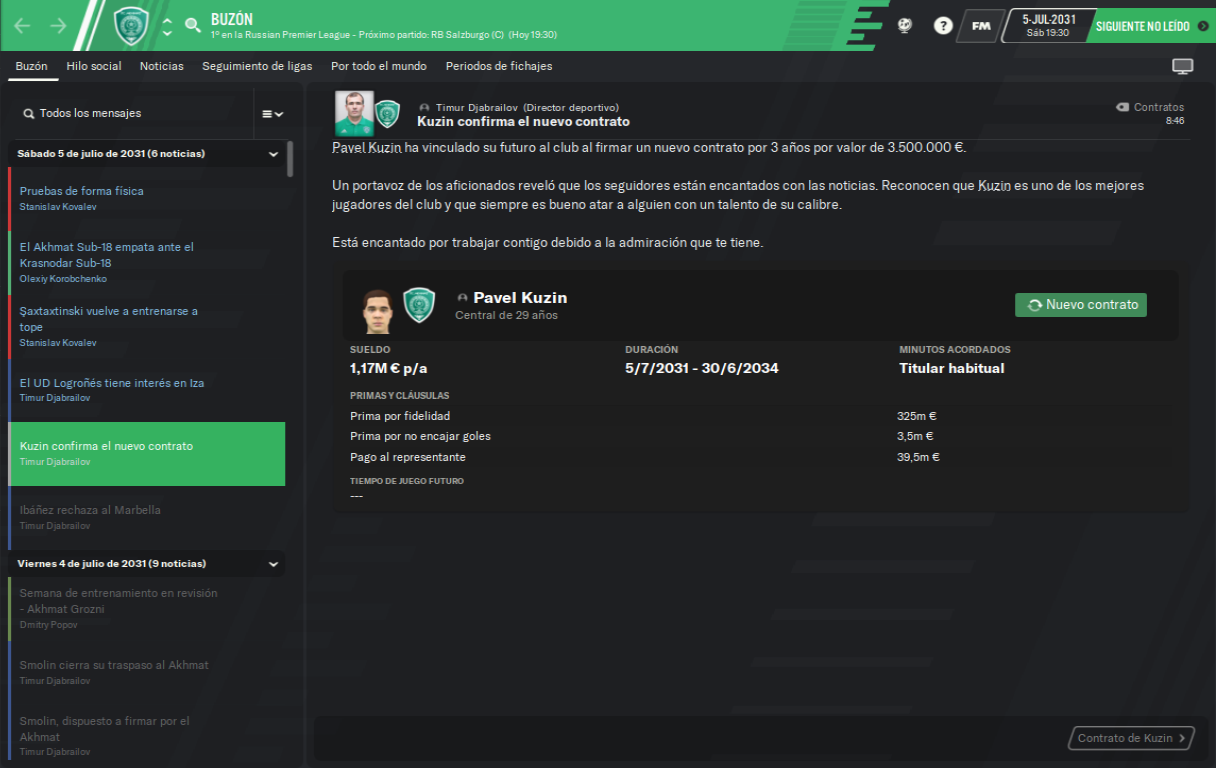 BUZÓN
1º en la Russian Premier League - Próximo partido: RB Salzburgo (C) (Hoy 19:30)
?
FM
5-JUL-2031
Sáb 19:30
SIGUIENTE NO LEÍDO
Buzón Hilo social Noticias Seguimiento de ligas Por todo el mundo Periodos de fichajes
Todos los mensajes
Sábado 5 de julio de 2031 (6 noticias)
Pruebas de forma física
Stanislav Kovalev
El Akhmat Sub-18 empata ante el
Krasnodar Sub-18
Olexiy Korobchenko
Şaxtaxtinski vuelve a entrenarse a
tope
Stanislav Kovalev
El UD Logroñés tiene interés en Iza
Timur Djabrailov
Kuzin confirma el nuevo contrato
Timur Djabrailov
Ibáñez rechaza al Marbella
Timur Djabrailov
Viernes 4 de julio de 2031 (9 noticias)
Semana de entrenamiento en revisión
- Akhmat Grozni
Dmitry Popov
Smolin cierra su traspaso al Akhmat
Timur Djabrailov
Smolin, dispuesto a firmar por el
Akhmat
Timur Djabrailov
Timur Djabrailov (Director deportivo)
Kuzin confirma el nuevo contrato
Contratos
8:46
Pavel Kuzin ha vinculado su futuro al club al firmar un nuevo contrato por 3 años por valor de 3.500.000 €.
Un portavoz de los aficionados reveló que los seguidores están encantados con las noticias. Reconocen que Kuzin es uno de los mejores
jugadores del club y que siempre es bueno atar a alguien con un talento de su calibre.
Está encantado por trabajar contigo debido a la admiración que te tiene.
Pavel Kuzin
Central de 29 años
Nuevo contrato
SUELDO DURACIÓN MINUTOS ACORDADOS
1,17M € p/a 5/7/2031 - 30/6/2034 Titular habitual
PRIMAS Y CLÁUSULAS
Prima por fidelidad 325m €
Prima por no encajar goles 3,5m €
Pago al representante 39,5m €
TIEMPO DE JUEGO FUTURO
---
Contrato de Kuzin